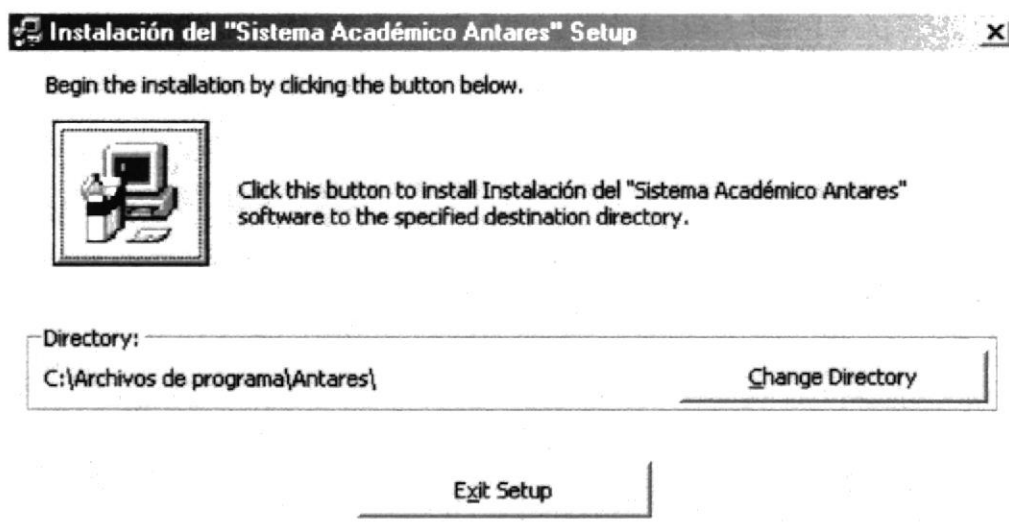 Instalación del "Sistema Académico Antares" Setup
Begin the installation by clicking the button below.
Click this button to install Instalación del "Sistema Académico Antares"
software to the specified destination directory.
Directory:
C:\Archivos de programa\Antares\
Change Directory
Exit Setup